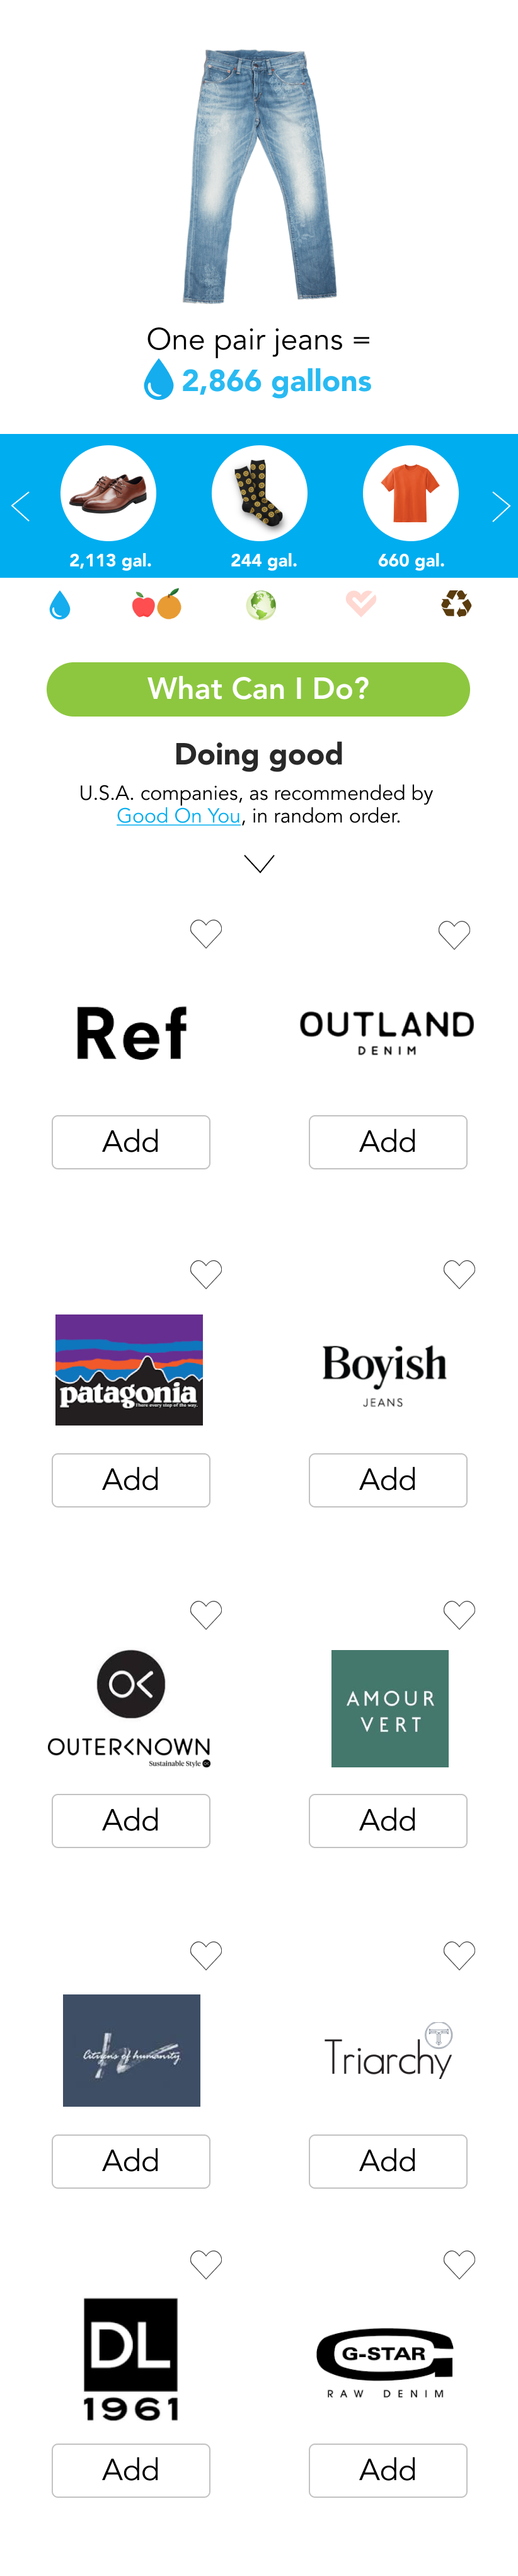 One pair jeans =
2,866 gallons
2,113 gal.
244 gal.
660 gal.
What Can I Do?
Doing good
U.S.A. companies, as recommended by
Good On You, in random order.
Ref
OUTLAND
DENIM
Add
Add
patagonia
Boyish
JEANS
Add
Add
OUTERKNOWN
Sustainable Style
AMOUR
VERT
Add
Add
Citizens of humanity
Triarchy
Add
Add
DL
1961
G-STAR
RAW DENIM
Add
Add